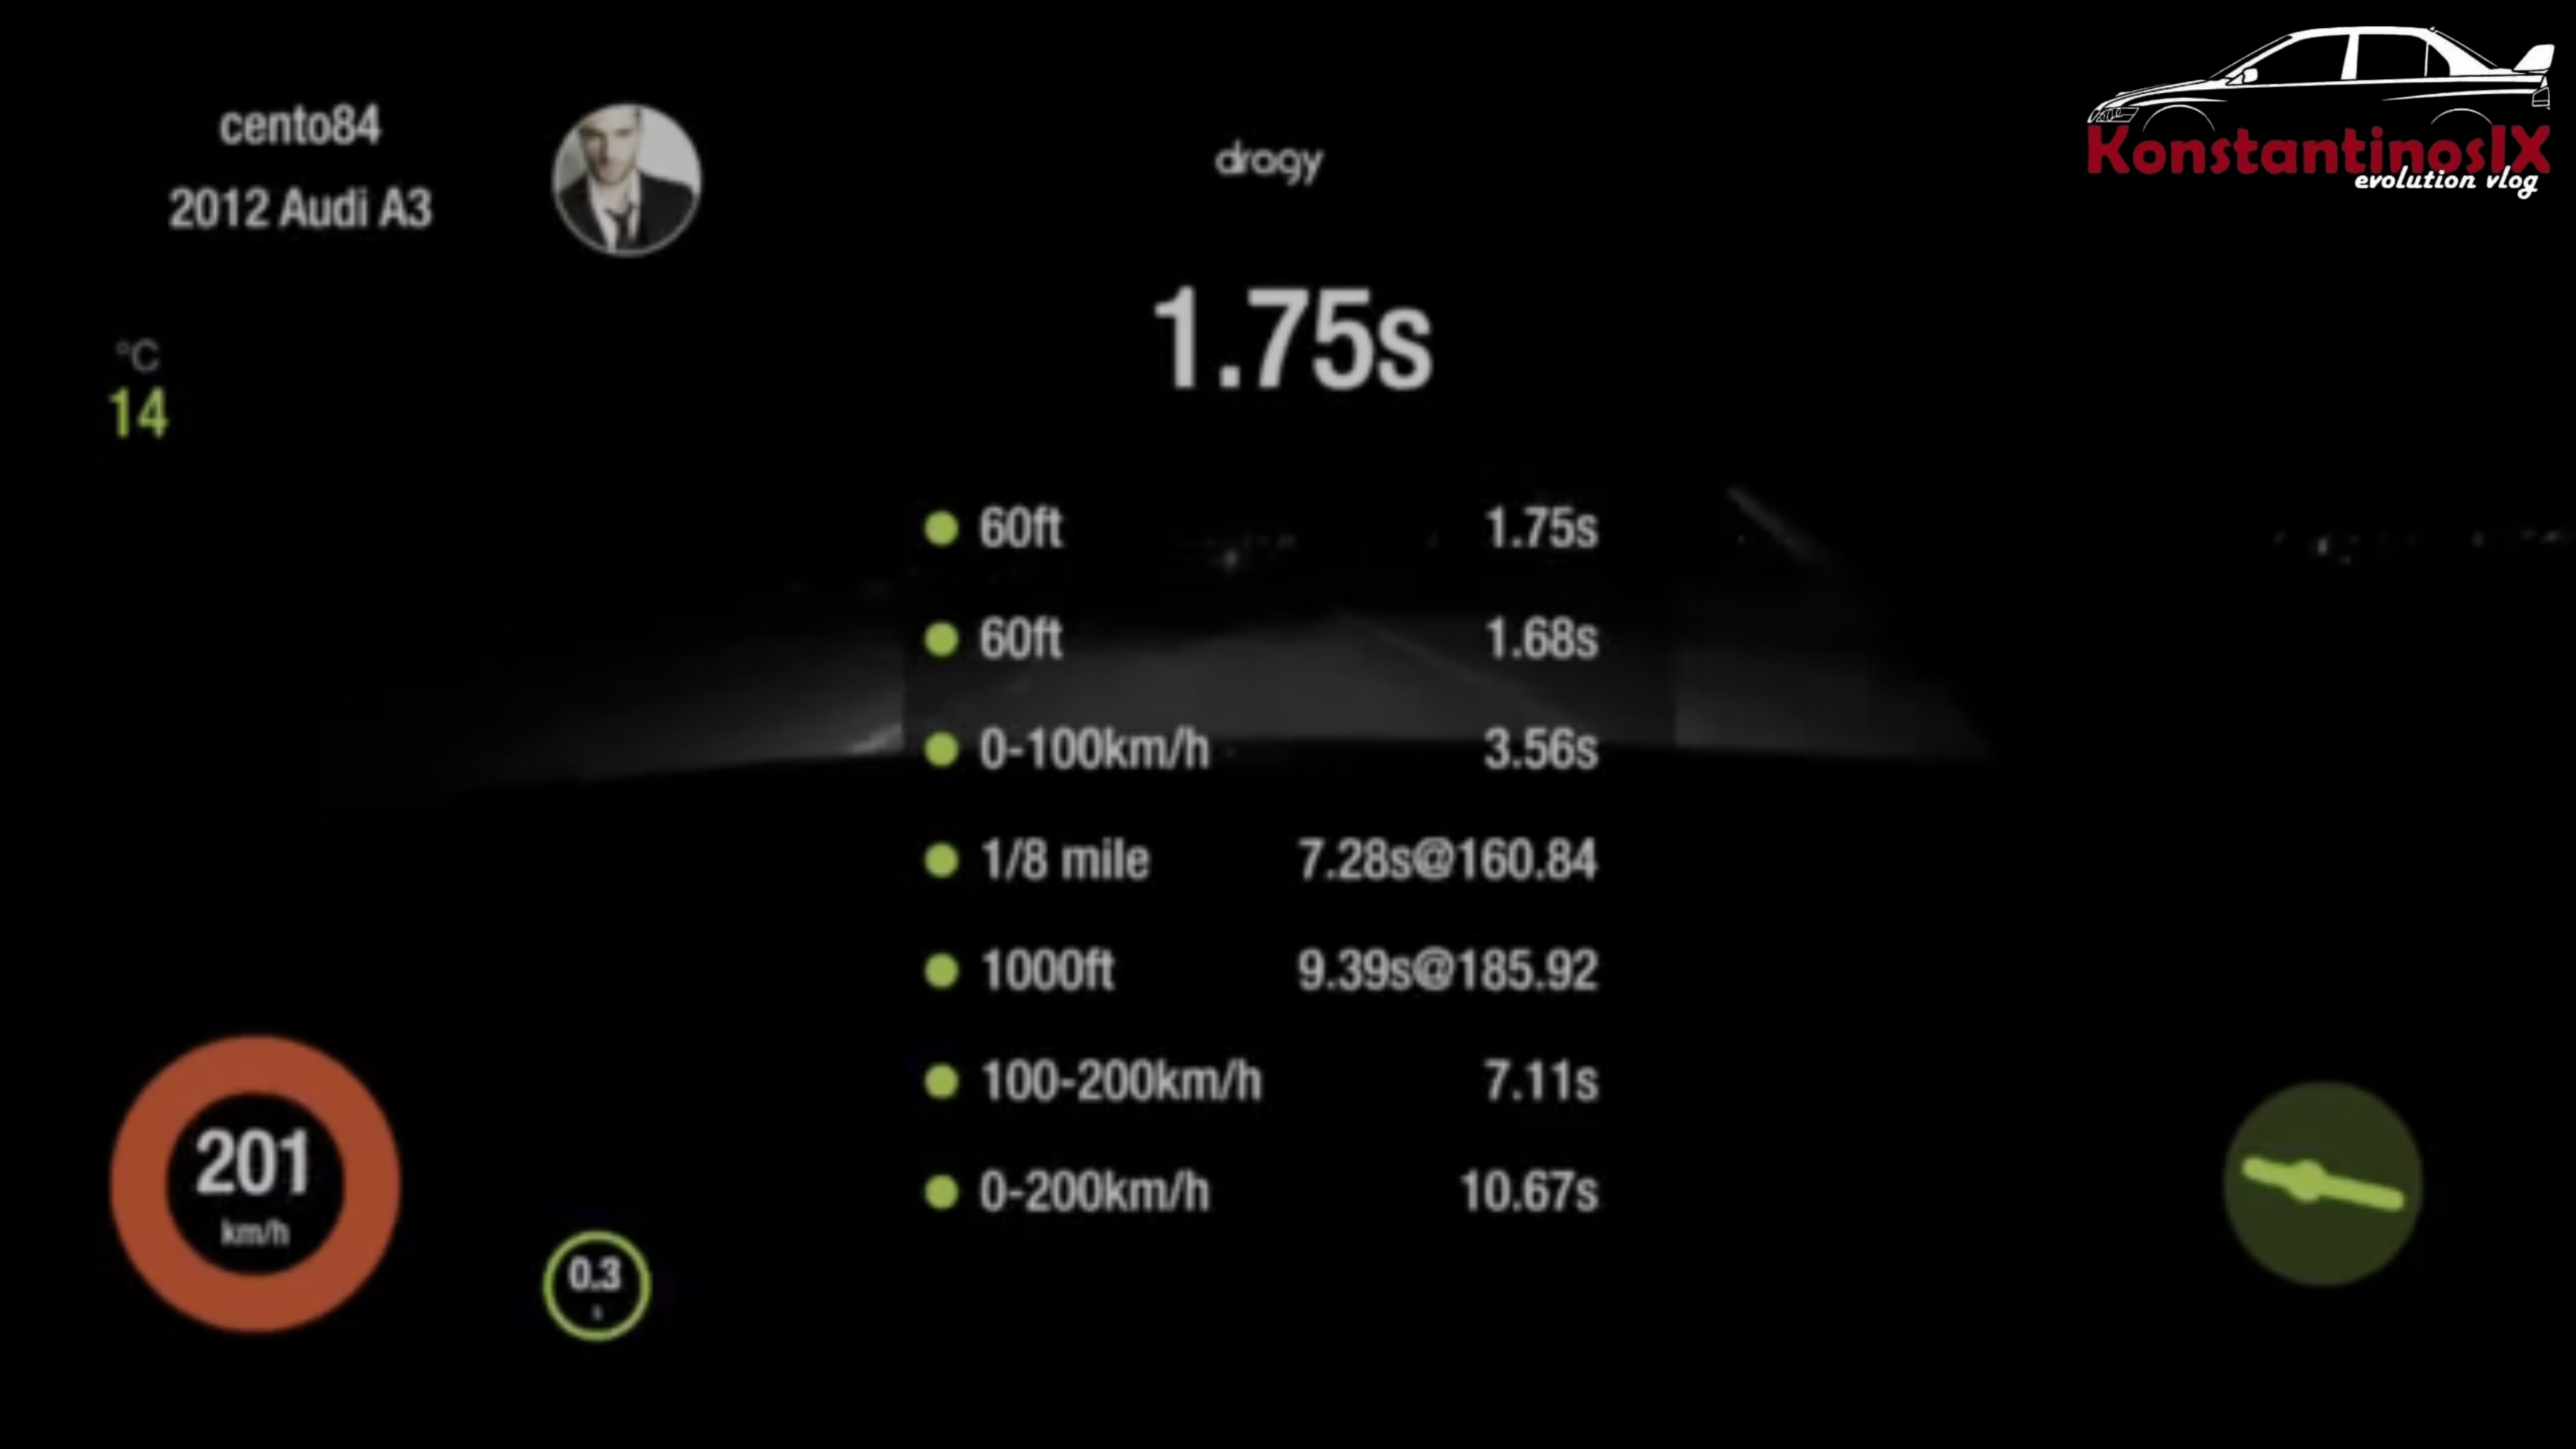 cento84
2012 Audi A3
°C
14
dragy
1.75s
60ft 1.75s
60ft 1.68s
0-100km/h 3.56s
1/8 mile 7.28s@160.84
1000ft 9.39s@185.92
100-200km/h 7.11s
0-200km/h 10.67s
201
km/h
0.3
s
KonstantinosIX
evolution vlog